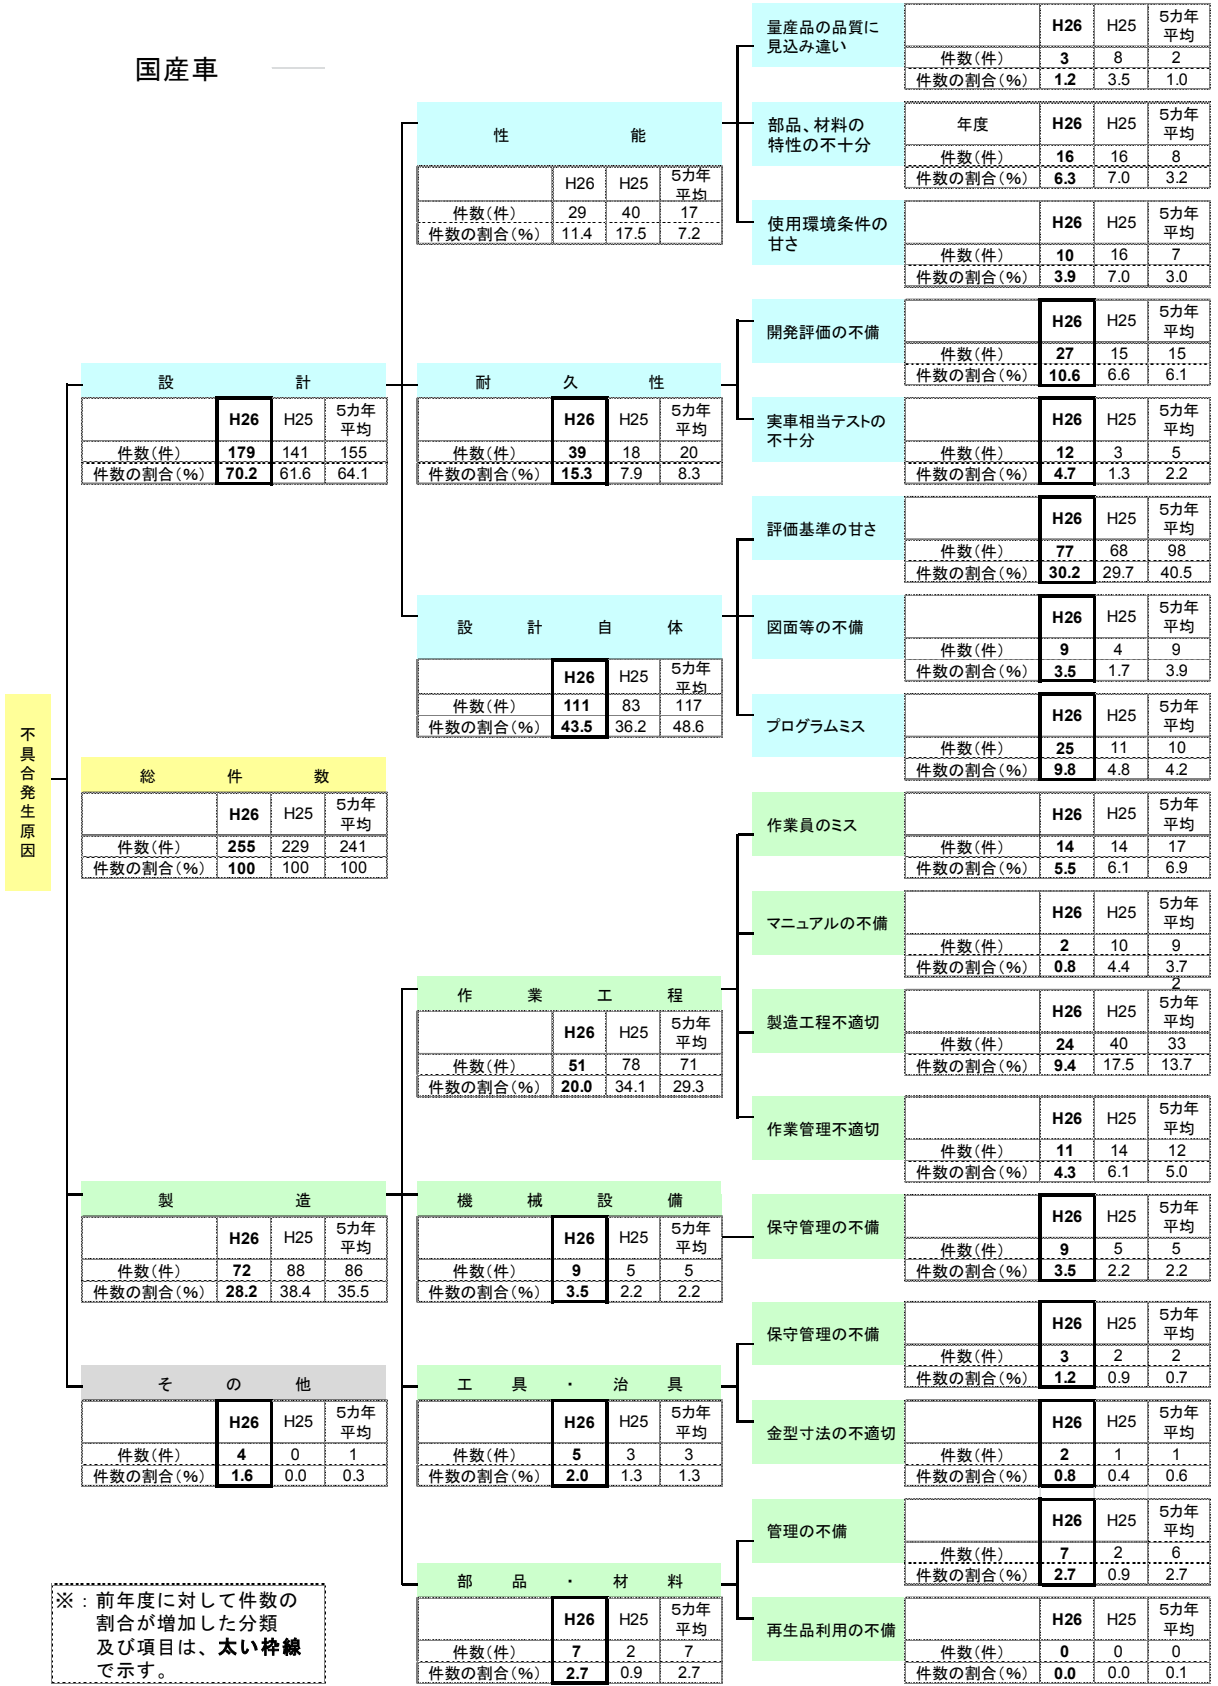 国産車
不具合発生原因
総　件　数
H26 H25 5カ年平均
件数(件) 255 229 241
件数の割合(%) 100 100 100
設　計
H26 H25 5カ年平均
件数(件) 179 141 155
件数の割合(%) 70.2 61.6 64.1
性　能
H26 H25 5カ年平均
件数(件) 29 40 17
件数の割合(%) 11.4 17.5 7.2
量産品の品質に
見込み違い
H26 H25 5カ年平均
件数(件) 3 8 2
件数の割合(%) 1.2 3.5 1.0
部品、材料の
特性の不十分
年度 H26 H25 5カ年平均
件数(件) 16 16 8
件数の割合(%) 6.3 7.0 3.2
使用環境条件の
甘さ
H26 H25 5カ年平均
件数(件) 10 16 7
件数の割合(%) 3.9 7.0 3.0
耐　久　性
H26 H25 5カ年平均
件数(件) 39 18 20
件数の割合(%) 15.3 7.9 8.3
開発評価の不備
H26 H25 5カ年平均
件数(件) 27 15 15
件数の割合(%) 10.6 6.6 6.1
実車相当テストの
不十分
H26 H25 5カ年平均
件数(件) 12 3 5
件数の割合(%) 4.7 1.3 2.2
設　計　自　体
H26 H25 5カ年平均
件数(件) 111 83 117
件数の割合(%) 43.5 36.2 48.6
評価基準の甘さ
H26 H25 5カ年平均
件数(件) 77 68 98
件数の割合(%) 30.2 29.7 40.5
図面等の不備
H26 H25 5カ年平均
件数(件) 9 4 9
件数の割合(%) 3.5 1.7 3.9
プログラムミス
H26 H25 5カ年平均
件数(件) 25 11 10
件数の割合(%) 9.8 4.8 4.2
製　造
H26 H25 5カ年平均
件数(件) 72 88 86
件数の割合(%) 28.2 38.4 35.5
作　業　工　程
H26 H25 5カ年平均
件数(件) 51 78 71
件数の割合(%) 20.0 34.1 29.3
作業員のミス
H26 H25 5カ年平均
件数(件) 14 14 17
件数の割合(%) 5.5 6.1 6.9
マニュアルの不備
H26 H25 5カ年平均
件数(件) 2 10 9
件数の割合(%) 0.8 4.4 3.7
2
製造工程不適切
H26 H25 5カ年平均
件数(件) 24 40 33
件数の割合(%) 9.4 17.5 13.7
作業管理不適切
H26 H25 5カ年平均
件数(件) 11 14 12
件数の割合(%) 4.3 6.1 5.0
機　械　設　備
H26 H25 5カ年平均
件数(件) 9 5 5
件数の割合(%) 3.5 2.2 2.2
保守管理の不備
H26 H25 5カ年平均
件数(件) 9 5 5
件数の割合(%) 3.5 2.2 2.2
工　具　・　治　具
H26 H25 5カ年平均
件数(件) 5 3 3
件数の割合(%) 2.0 1.3 1.3
保守管理の不備
H26 H25 5カ年平均
件数(件) 3 2 2
件数の割合(%) 1.2 0.9 0.7
金型寸法の不適切
H26 H25 5カ年平均
件数(件) 2 1 1
件数の割合(%) 0.8 0.4 0.6
部　品　・　材　料
H26 H25 5カ年平均
件数(件) 7 2 7
件数の割合(%) 2.7 0.9 2.7
管理の不備
H26 H25 5カ年平均
件数(件) 7 2 6
件数の割合(%) 2.7 0.9 2.7
再生品利用の不備
H26 H25 5カ年平均
件数(件) 0 0 0
件数の割合(%) 0.0 0.0 0.1
そ　の　他
H26 H25 5カ年平均
件数(件) 4 0 1
件数の割合(%) 1.6 0.0 0.3
※：前年度に対して件数の
割合が増加した分類
及び項目は、太い枠線
で示す。